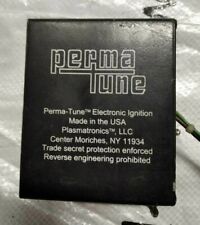 perma
tune
Perma-Tune™ Electronic Ignition
Made in the USA
Plasmatronics™, LLC
Center Moriches, NY 11934
Trade secret protection enforced
Reverse engineering prohibited